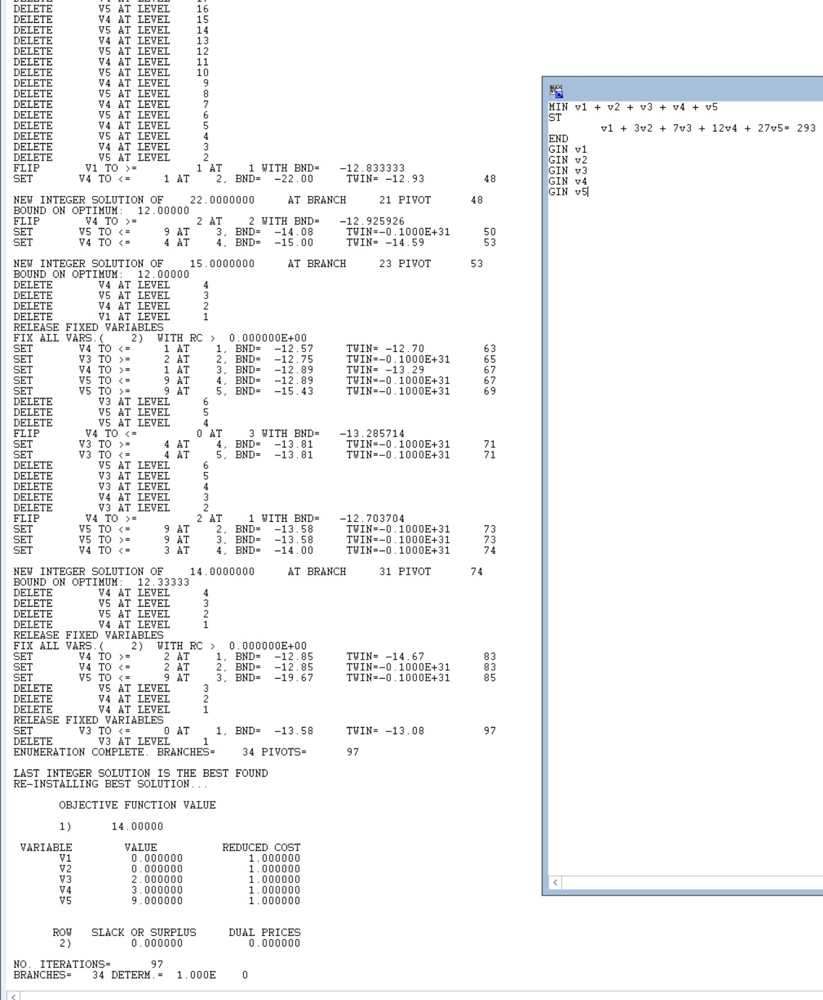 DELETE V5 AT LEVEL 16
DELETE V4 AT LEVEL 15
DELETE V5 AT LEVEL 14
DELETE V4 AT LEVEL 13
DELETE V5 AT LEVEL 12
DELETE V4 AT LEVEL 11
DELETE V5 AT LEVEL 10
DELETE V4 AT LEVEL 9
DELETE V5 AT LEVEL 8
DELETE V4 AT LEVEL 7
DELETE V5 AT LEVEL 6
DELETE V4 AT LEVEL 5
DELETE V5 AT LEVEL 4
DELETE V4 AT LEVEL 3
DELETE V5 AT LEVEL 2
FLIP V1 TO >= 1 AT 1 WITH BND= -12.833333
SET V4 TO <= 1 AT 2, BND= -22.00 TWIN= -12.93 48
NEW INTEGER SOLUTION OF 22.0000000 AT BRANCH 21 PIVOT 48
BOUND ON OPTIMUM: 12.00000
FLIP V4 TO >= 2 AT 2 WITH BND= -12.925926
SET V5 TO <= 9 AT 3, BND= -14.08 TWIN=-0.1000E+31 50
SET V4 TO <= 4 AT 4, BND= -15.00 TWIN= -14.59 53
NEW INTEGER SOLUTION OF 15.0000000 AT BRANCH 23 PIVOT 53
BOUND ON OPTIMUM: 12.00000
DELETE V4 AT LEVEL 4
DELETE V5 AT LEVEL 3
DELETE V4 AT LEVEL 2
DELETE V1 AT LEVEL 1
RELEASE FIXED VARIABLES
FIX ALL VARS.( 2) WITH RC > 0.000000E+00
SET V4 TO <= 1 AT 1, BND= -12.57 TWIN= -12.70 63
SET V3 TO >= 2 AT 2, BND= -12.75 TWIN=-0.1000E+31 65
SET V4 TO >= 1 AT 3, BND= -12.89 TWIN= -13.29 67
SET V5 TO <= 9 AT 4, BND= -12.89 TWIN=-0.1000E+31 67
SET V5 TO >= 9 AT 5, BND= -15.43 TWIN=-0.1000E+31 69
DELETE V3 AT LEVEL 6
DELETE V5 AT LEVEL 5
DELETE V5 AT LEVEL 4
FLIP V4 TO <= 0 AT 3 WITH BND= -13.285714
SET V3 TO >= 4 AT 4, BND= -13.81 TWIN=-0.1000E+31 71
SET V3 TO <= 4 AT 5, BND= -13.81 TWIN=-0.1000E+31 71
DELETE V5 AT LEVEL 6
DELETE V3 AT LEVEL 5
DELETE V3 AT LEVEL 4
DELETE V4 AT LEVEL 3
DELETE V3 AT LEVEL 2
FLIP V4 TO >= 2 AT 1 WITH BND= -12.703704
SET V5 TO <= 9 AT 2, BND= -13.58 TWIN=-0.1000E+31 73
SET V5 TO >= 9 AT 3, BND= -13.58 TWIN=-0.1000E+31 73
SET V4 TO <= 3 AT 4, BND= -14.00 TWIN=-0.1000E+31 74
NEW INTEGER SOLUTION OF 14.0000000 AT BRANCH 31 PIVOT 74
BOUND ON OPTIMUM: 12.33333
DELETE V4 AT LEVEL 4
DELETE V5 AT LEVEL 3
DELETE V5 AT LEVEL 2
DELETE V4 AT LEVEL 1
RELEASE FIXED VARIABLES
FIX ALL VARS.( 2) WITH RC > 0.000000E+00
SET V4 TO >= 2 AT 1, BND= -12.85 TWIN= -14.67 83
SET V4 TO <= 2 AT 2, BND= -12.85 TWIN=-0.1000E+31 83
SET V5 TO <= 9 AT 3, BND= -19.67 TWIN=-0.1000E+31 85
DELETE V5 AT LEVEL 3
DELETE V4 AT LEVEL 2
DELETE V4 AT LEVEL 1
RELEASE FIXED VARIABLES
SET V3 TO <= 0 AT 1, BND= -13.58 TWIN= -13.08 97
DELETE V3 AT LEVEL 1
ENUMERATION COMPLETE. BRANCHES= 34 PIVOTS= 97
LAST INTEGER SOLUTION IS THE BEST FOUND
RE-INSTALLING BEST SOLUTION...
OBJECTIVE FUNCTION VALUE
1) 14.00000
VARIABLE VALUE REDUCED COST
V1 0.000000 1.000000
V2 0.000000 1.000000
V3 2.000000 1.000000
V4 3.000000 1.000000
V5 9.000000 1.000000
ROW SLACK OR SURPLUS DUAL PRICES
2) 0.000000 0.000000
NO. ITERATIONS= 97
BRANCHES= 34 DETERM.= 1.000E 0
MIN v1 + v2 + v3 + v4 + v5
ST
v1 + 3v2 + 7v3 + 12v4 + 27v5= 293
END
GIN v1
GIN v2
GIN v3
GIN v4
GIN v5